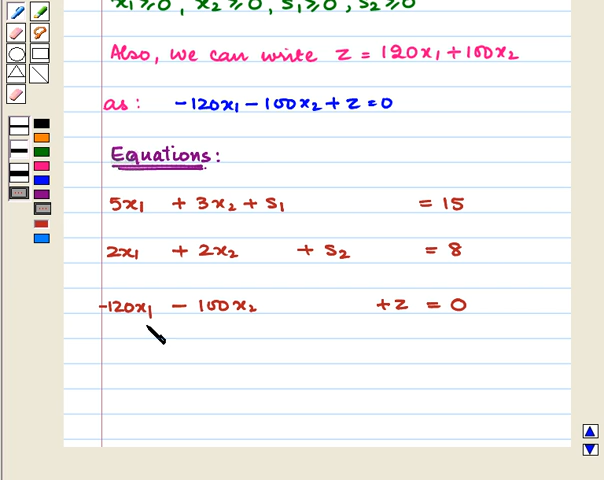 x₁ ≥ 0, x₂ ≥ 0, s₁ ≥ 0, s₂ ≥ 0
Also, we can write z = 120x₁ + 100x₂
as: -120x₁ - 100x₂ + z = 0
Equations:
5x₁ + 3x₂ + s₁ = 15
2x₁ + 2x₂ + s₂ = 8
-120x₁ - 100x₂ + z = 0